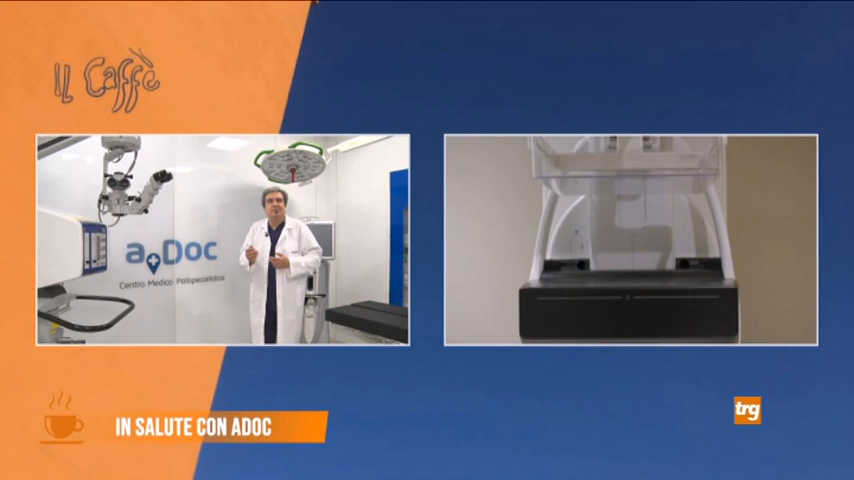 Il Caffè
a.Doc
Centro Medico Polispecialistico
IN SALUTE CON ADOC
trg